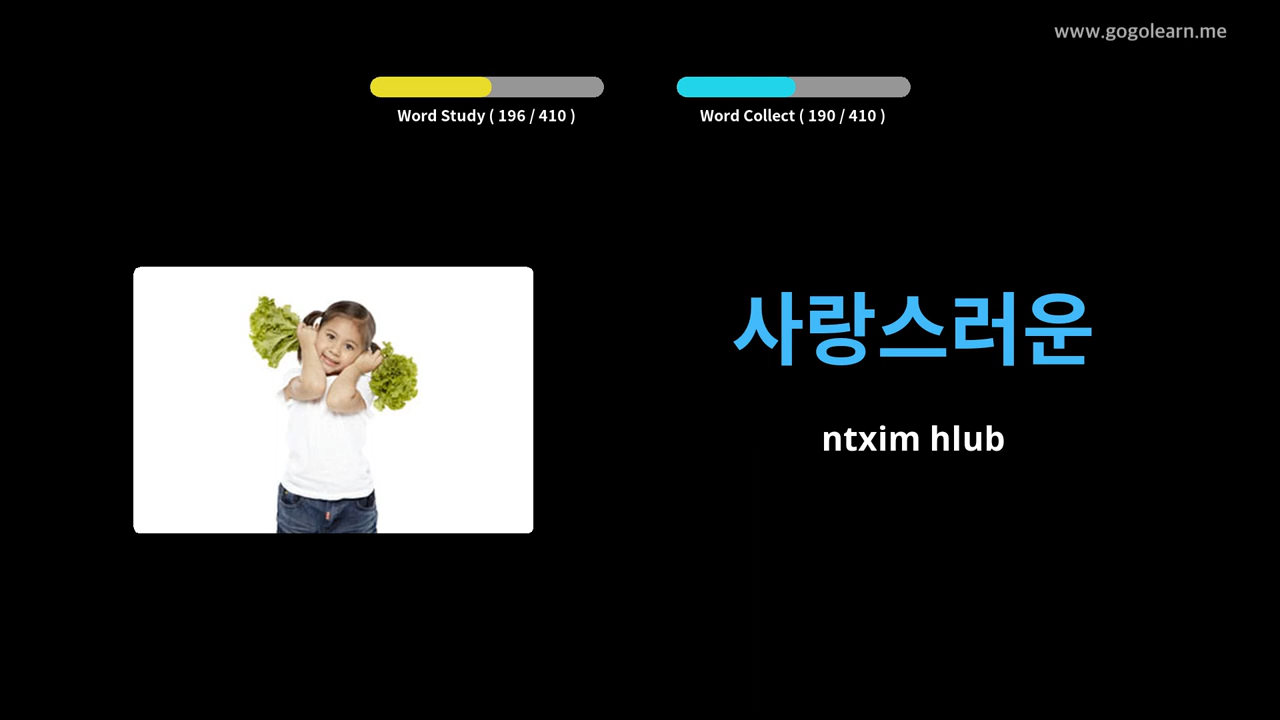 www.gogolearn.me
Word Study ( 196 / 410 )
Word Collect ( 190 / 410 )
사랑스러운
ntxim hlub